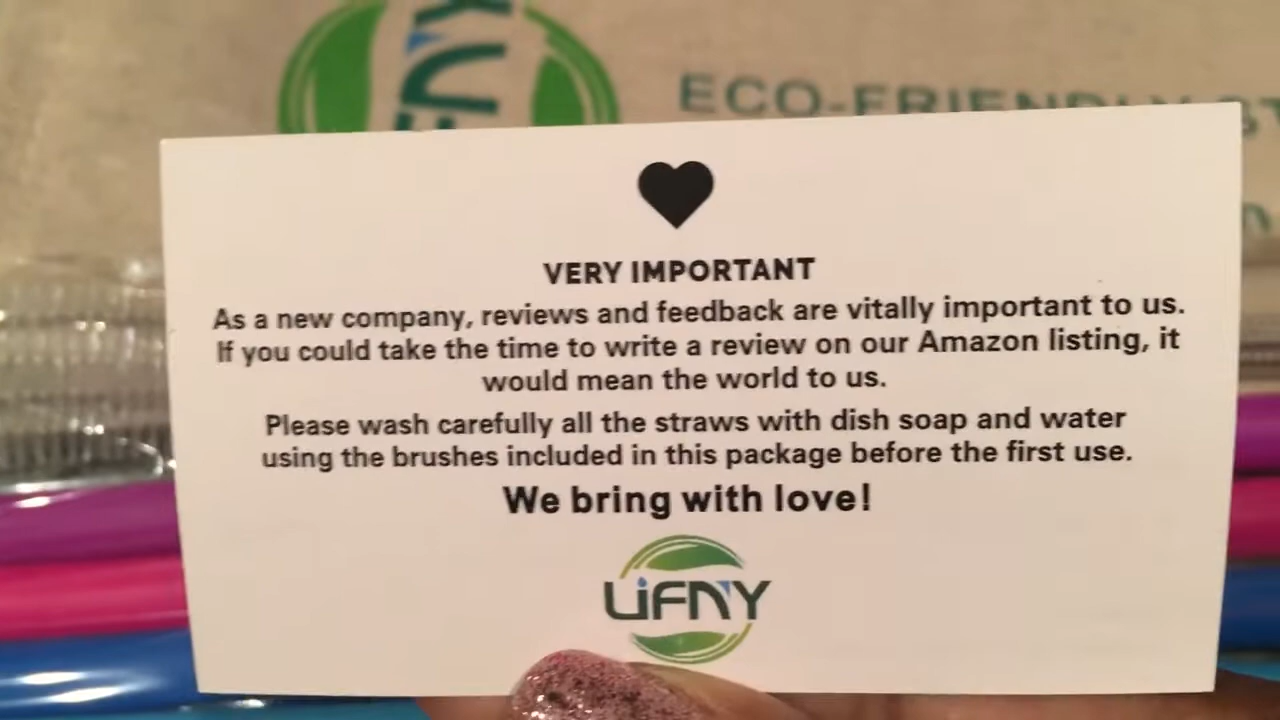 ECO-FRIENDLY
VERY IMPORTANT
As a new company, reviews and feedback are vitally important to us.
If you could take the time to write a review on our Amazon listing, it
would mean the world to us.
Please wash carefully all the straws with dish soap and water
using the brushes included in this package before the first use.
We bring with love!
LiFNY